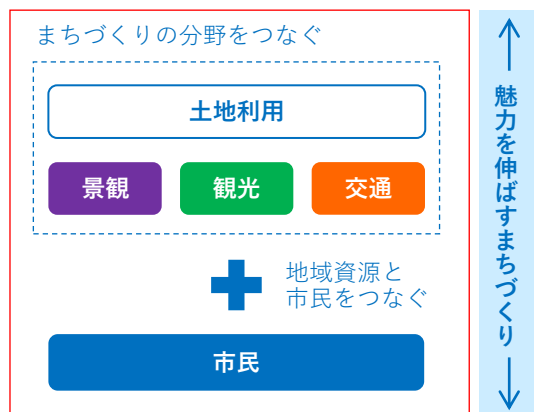 まちづくりの分野をつなぐ
土地利用
景観
観光
交通
地域資源と
市民をつなぐ
市民
魅力を伸ばすまちづくり